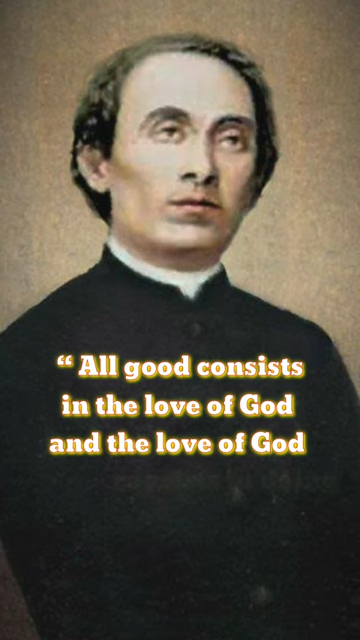 “ All good consists
in the love of God
and the love of God